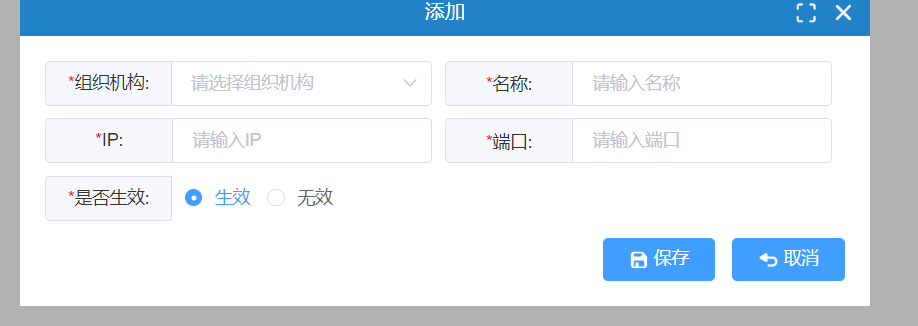 添加
*组织机构: 请选择组织机构 *名称: 请输入名称
*IP: 请输入IP *端口: 请输入端口
*是否生效: 生效 无效
保存 取消